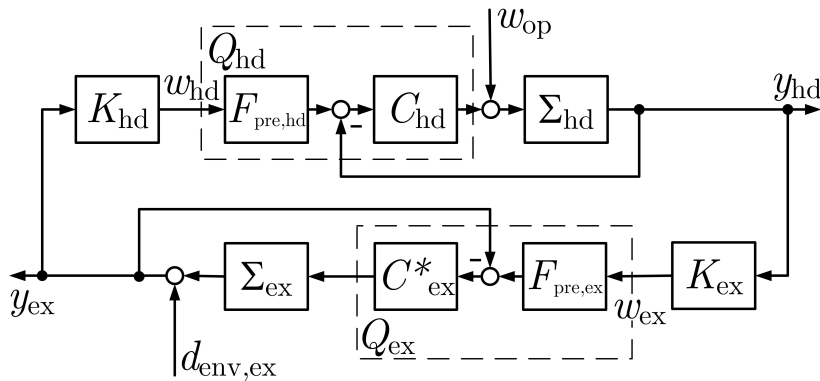 w_op
Q_hd
y_hd
K_hd
w_hd
F_pre,hd
-
C_hd
Σ_hd
-
y_ex
Σ_ex
C*_ex
F_pre,ex
w_ex
K_ex
Q_ex
d_env,ex